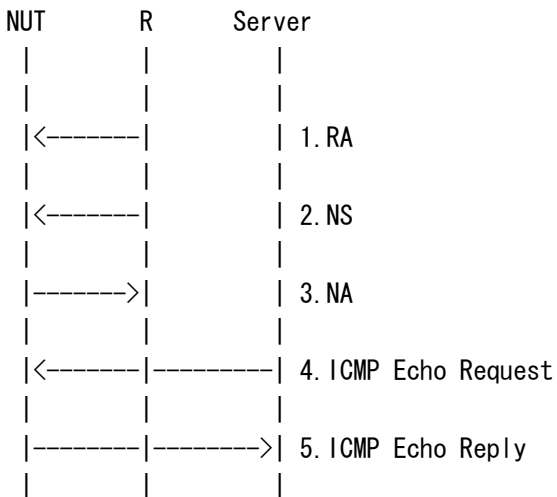 NUT R Server
1. RA
2. NS
3. NA
4. ICMP Echo Request
5. ICMP Echo Reply